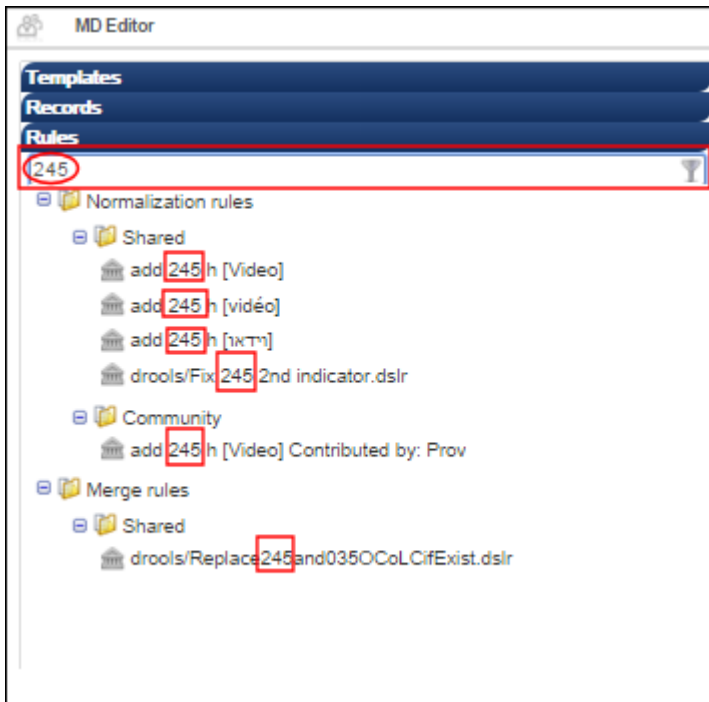 MD Editor
Templates
Records
Rules
245
Normalization rules
Shared
add 245 h [Video]
add 245 h [vidéo]
add 245 h [וידאו]
drools/Fix 245 2nd indicator.dslr
Community
add 245 h [Video] Contributed by: Prov
Merge rules
Shared
drools/Replace245and035OCoLCifExist.dslr